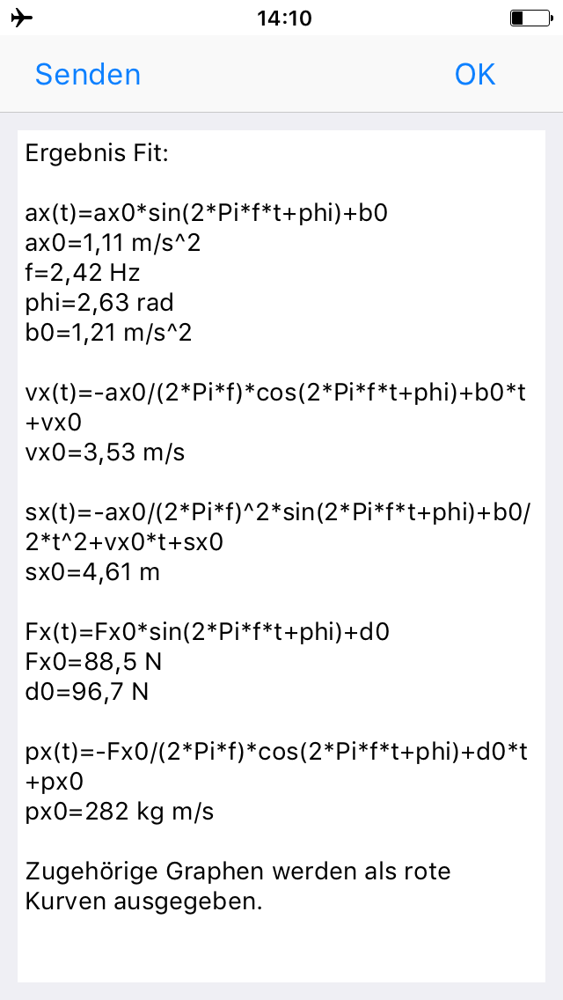 14:10
Senden OK
Ergebnis Fit:
ax(t)=ax0*sin(2*Pi*f*t+phi)+b0
ax0=1,11 m/s^2
f=2,42 Hz
phi=2,63 rad
b0=1,21 m/s^2
vx(t)=-ax0/(2*Pi*f)*cos(2*Pi*f*t+phi)+b0*t
+vx0
vx0=3,53 m/s
sx(t)=-ax0/(2*Pi*f)^2*sin(2*Pi*f*t+phi)+b0/
2*t^2+vx0*t+sx0
sx0=4,61 m
Fx(t)=Fx0*sin(2*Pi*f*t+phi)+d0
Fx0=88,5 N
d0=96,7 N
px(t)=-Fx0/(2*Pi*f)*cos(2*Pi*f*t+phi)+d0*t
+px0
px0=282 kg m/s
Zugehörige Graphen werden als rote
Kurven ausgegeben.